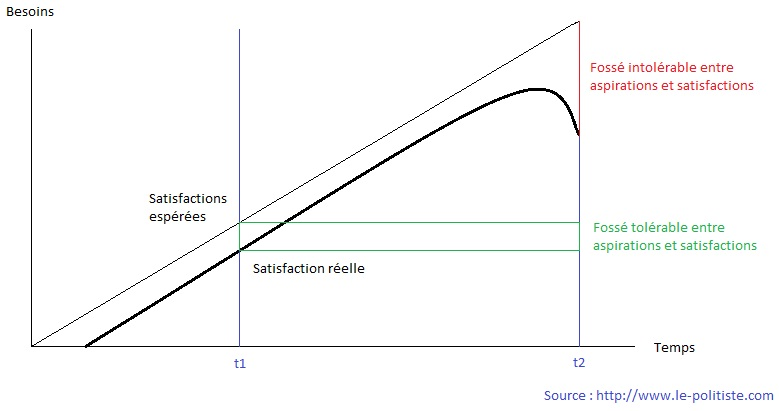 Besoins
Fossé intolérable entre
aspirations et satisfactions
Satisfactions
espérées
Fossé tolérable entre
aspirations et satisfactions
Satisfaction réelle
Temps
t1
t2
Source : http://www.le-politiste.com